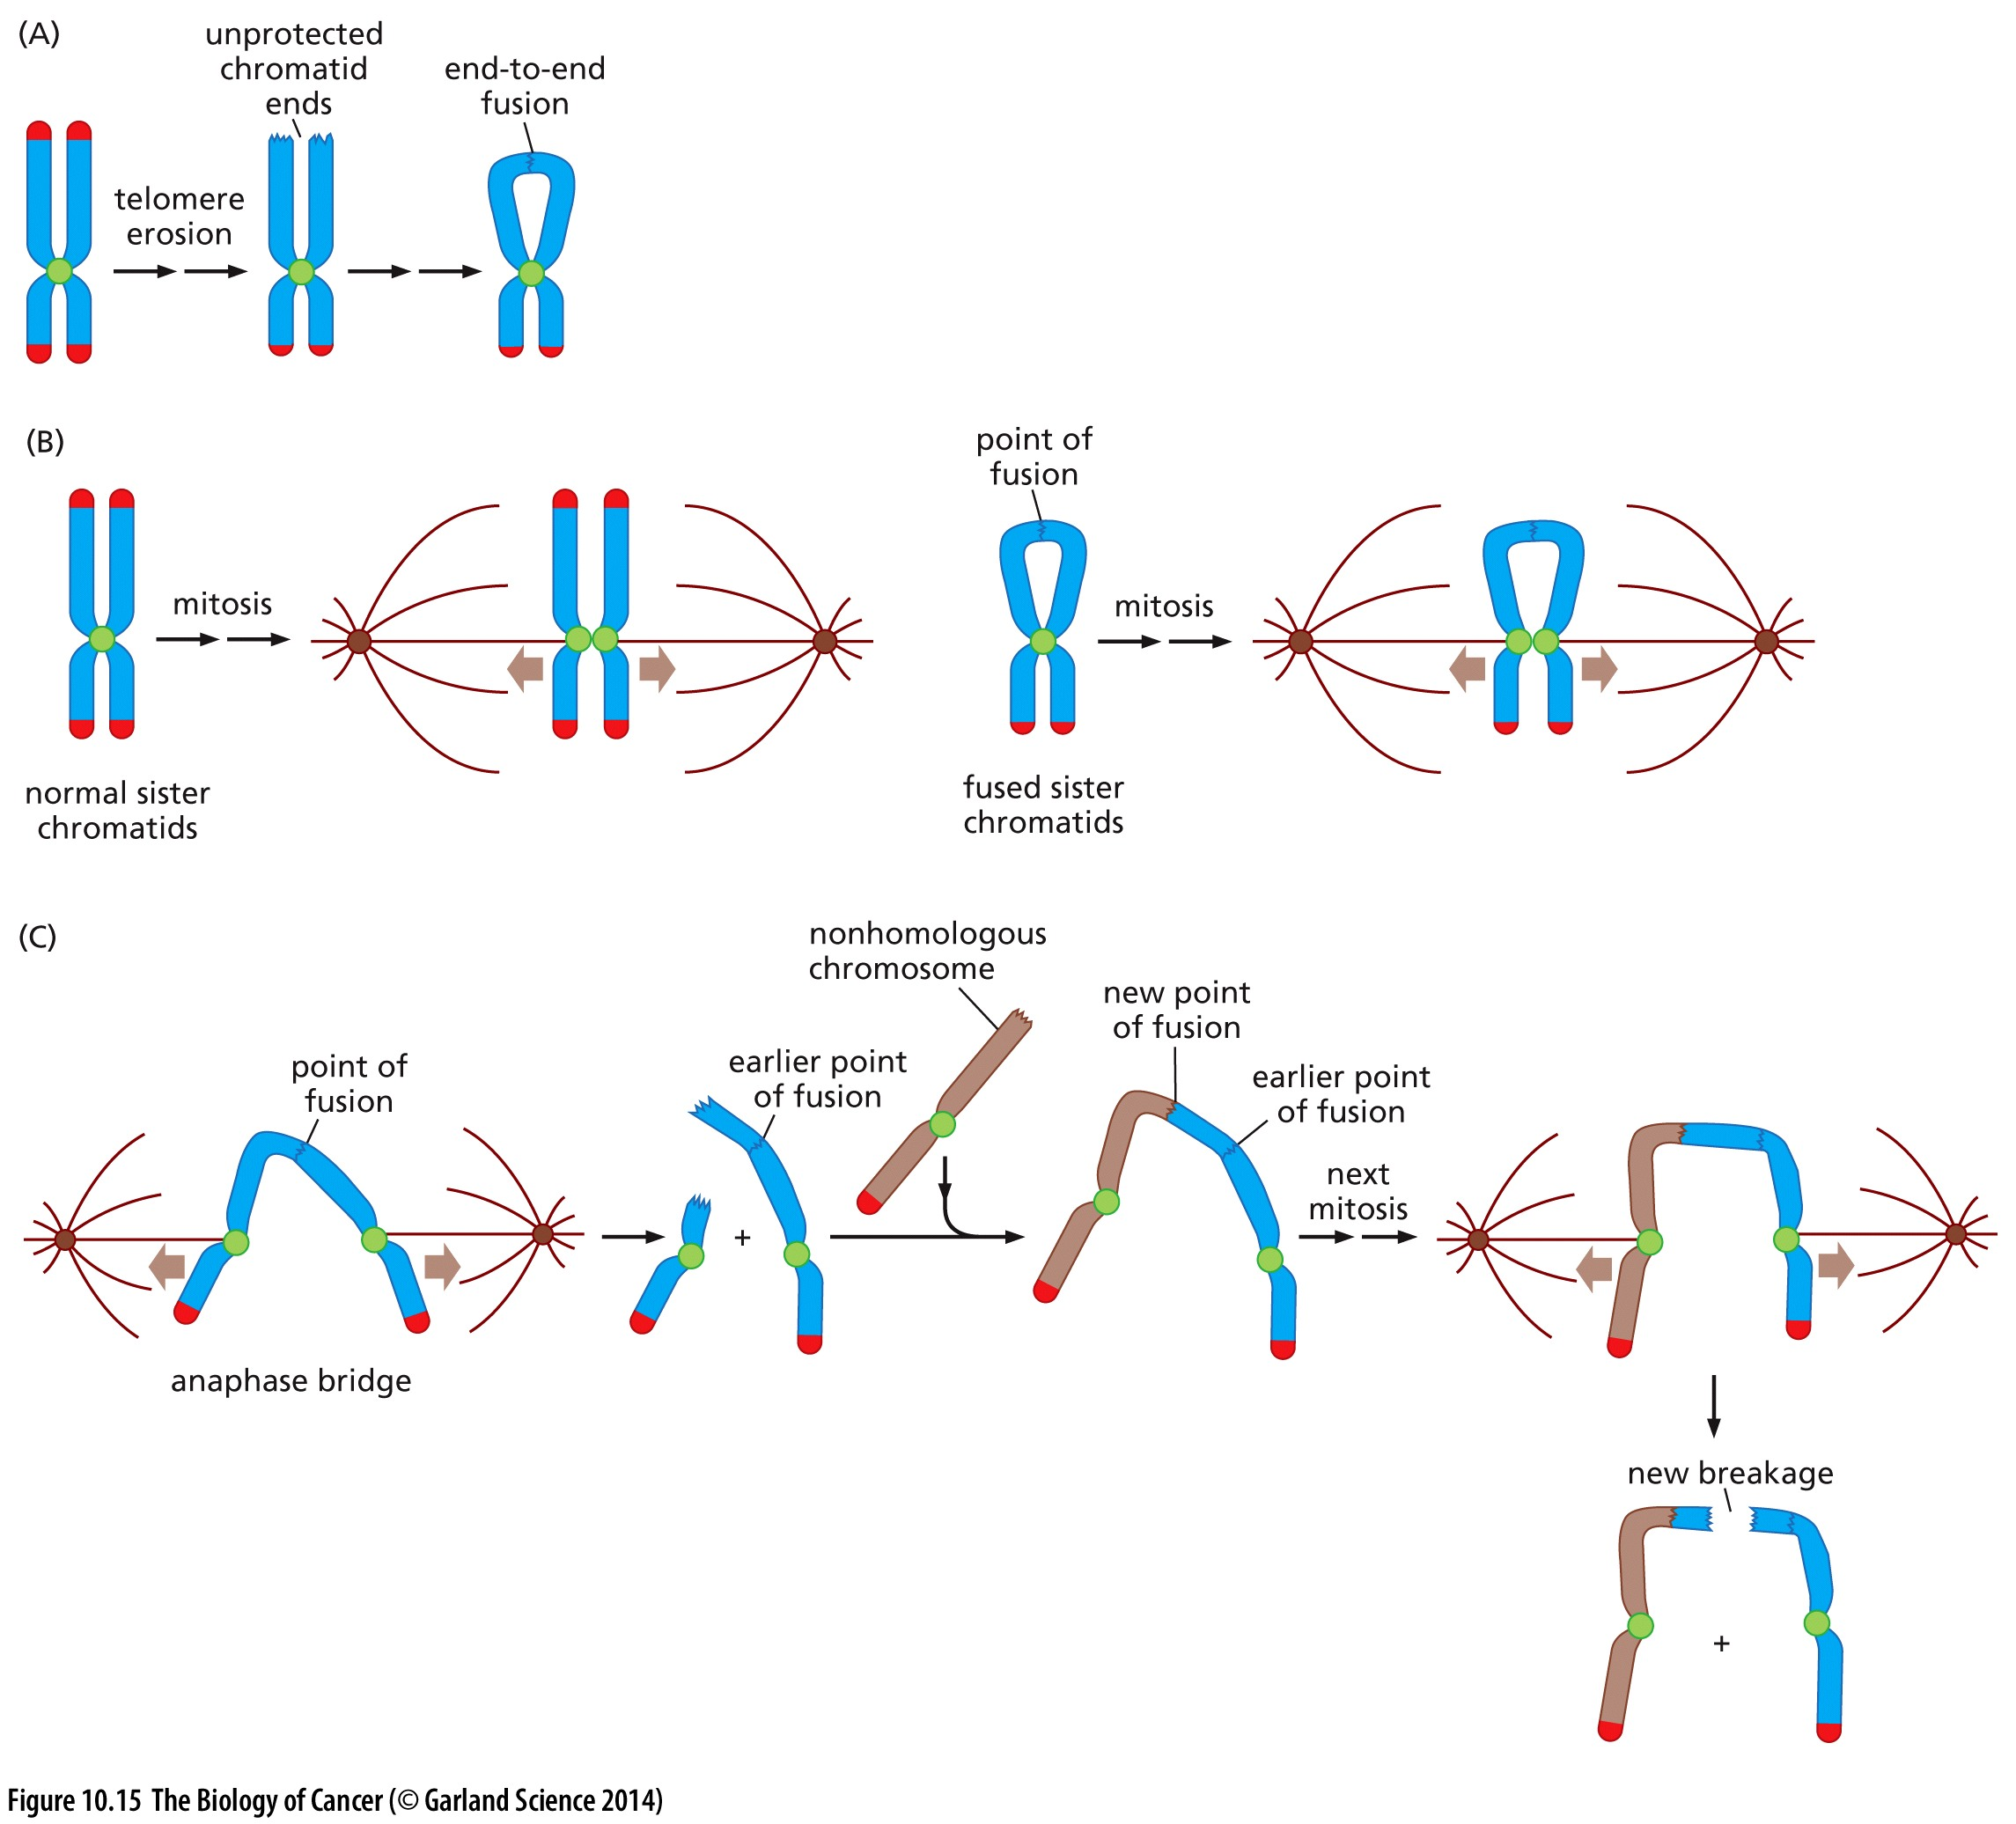 (A)
unprotected
chromatid
ends
end-to-end
fusion
telomere
erosion
(B)
point of
fusion
mitosis
mitosis
normal sister
chromatids
fused sister
chromatids
(C)
nonhomologous
chromosome
new point
of fusion
earlier point
of fusion
point of
fusion
earlier point
of fusion
next
mitosis
+
anaphase bridge
new breakage
+
Figure 10.15 The Biology of Cancer (© Garland Science 2014)